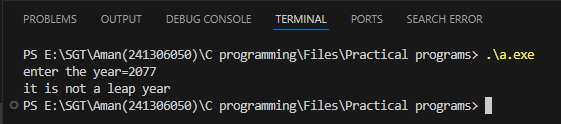 PROBLEMS OUTPUT DEBUG CONSOLE TERMINAL PORTS SEARCH ERROR
PS E:\SGT\Aman(241306050)\C programming\Files\Practical programs> .\a.exe
enter the year=2077
it is not a leap year
PS E:\SGT\Aman(241306050)\C programming\Files\Practical programs>